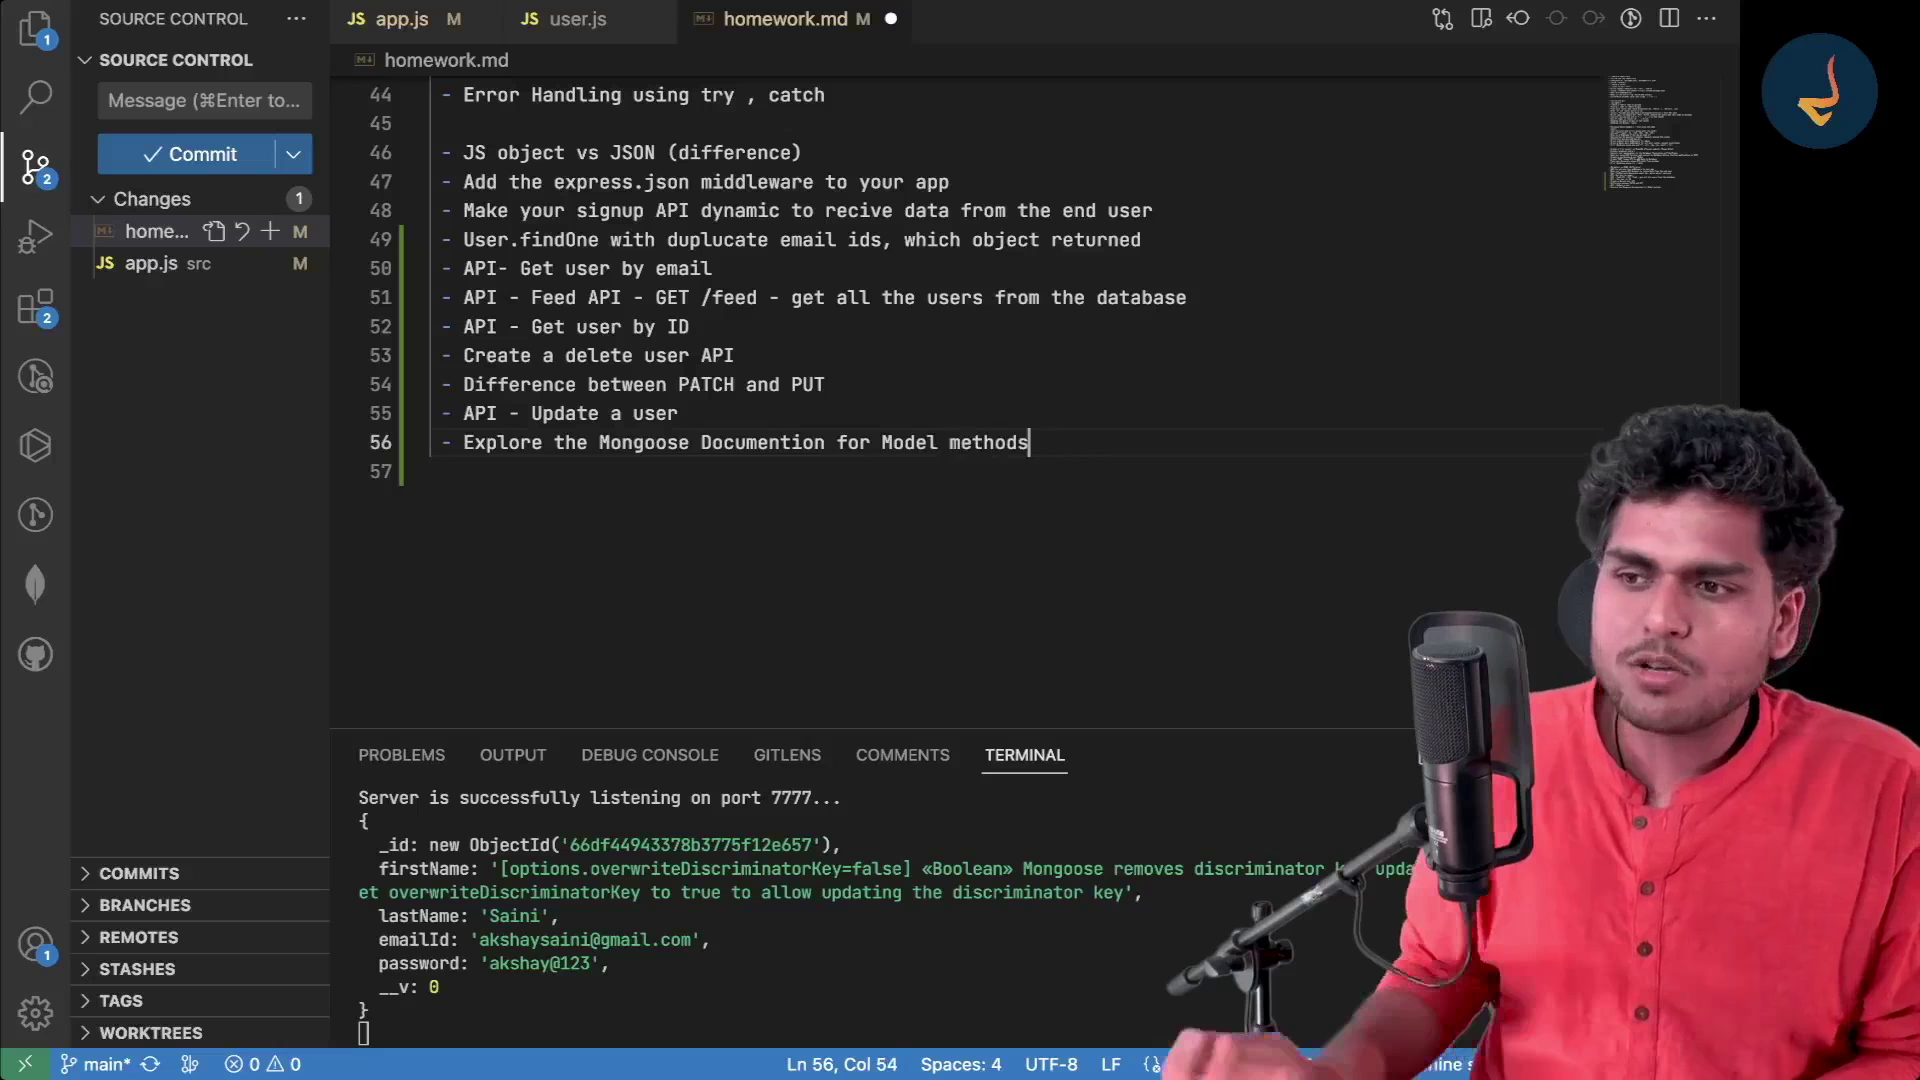 SOURCE CONTROL
SOURCE CONTROL
Message (⌘Enter to...
Commit
Changes 1
home... M
JS app.js src M
COMMITS
BRANCHES
REMOTES
STASHES
TAGS
WORKTREES
1
2
2
1
JS app.js M
JS user.js
homework.md M
homework.md
44 - Error Handling using try , catch
45
46 - JS object vs JSON (difference)
47 - Add the express.json middleware to your app
48 - Make your signup API dynamic to recive data from the end user
49 - User.findOne with duplucate email ids, which object returned
50 - API- Get user by email
51 - API - Feed API - GET /feed - get all the users from the database
52 - API - Get user by ID
53 - Create a delete user API
54 - Difference between PATCH and PUT
55 - API - Update a user
56 - Explore the Mongoose Documention for Model methods
57
PROBLEMS OUTPUT DEBUG CONSOLE GITLENS COMMENTS TERMINAL
Server is successfully listening on port 7777...
{
_id: new ObjectId('66df44943378b3775f12e657'),
firstName: '[options.overwriteDiscriminatorKey=false] «Boolean» Mongoose removes discriminator
et overwriteDiscriminatorKey to true to allow updating the discriminator key',
lastName: 'Saini',
emailId: 'akshaysaini@gmail.com',
password: 'akshay@123',
__v: 0
}
main* 0 0 Ln 56, Col 54 Spaces: 4 UTF-8 LF